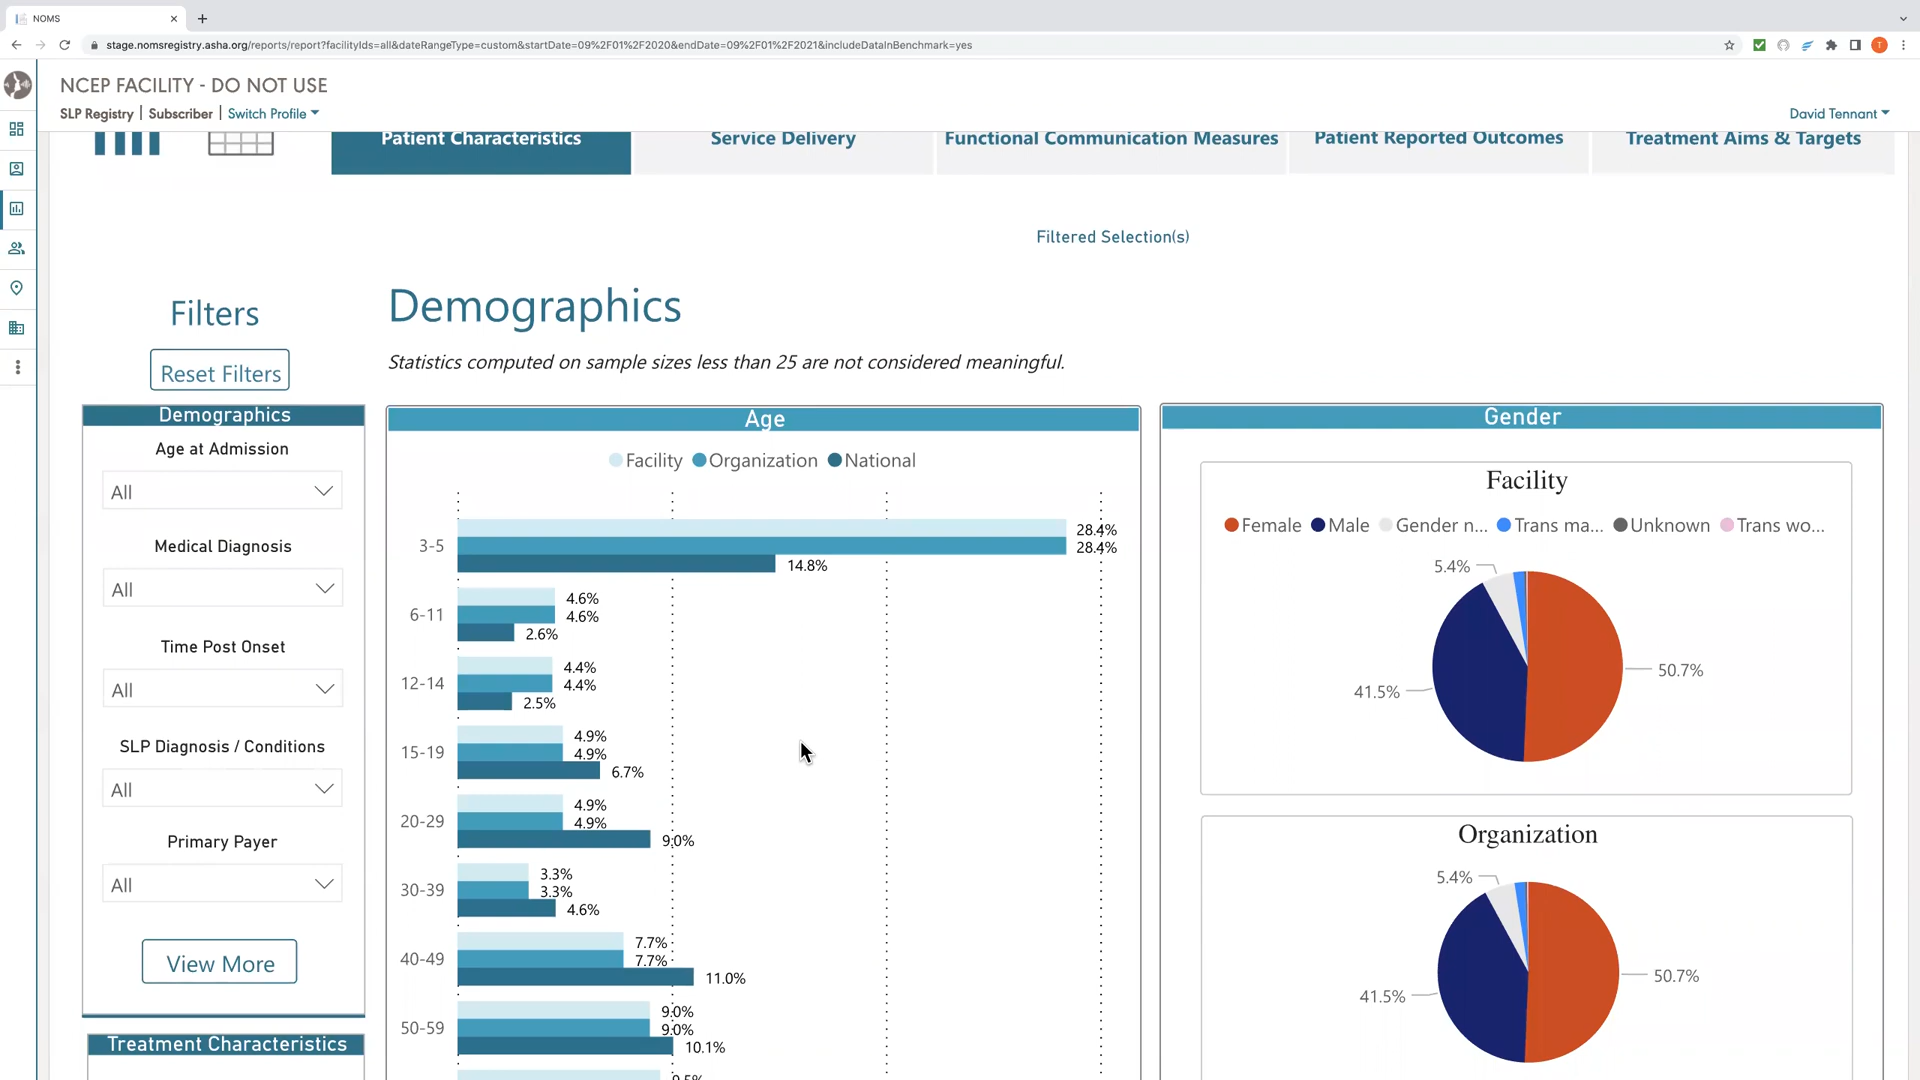 NOMS
stage.nomsregistry.asha.org/reports/report?facilityIds=all&dateRangeType=custom&startDate=09%2F01%2F2020&endDate=09%2F01%2F2021&includeDataInBenchmark=yes
T
NCEP FACILITY - DO NOT USE
SLP Registry | Subscriber | Switch Profile
David Tennant
Patient Characteristics
Service Delivery
Functional Communication Measures
Patient Reported Outcomes
Treatment Aims & Targets
Filtered Selection(s)
Filters
Reset Filters
Demographics
Age at Admission
All
Medical Diagnosis
All
Time Post Onset
All
SLP Diagnosis / Conditions
All
Primary Payer
All
View More
Treatment Characteristics
Demographics
Statistics computed on sample sizes less than 25 are not considered meaningful.
Age
Facility Organization National
3-5
28.4%
28.4%
14.8%
6-11
4.6%
4.6%
2.6%
12-14
4.4%
4.4%
2.5%
15-19
4.9%
4.9%
6.7%
20-29
4.9%
4.9%
9.0%
30-39
3.3%
3.3%
4.6%
40-49
7.7%
7.7%
11.0%
50-59
9.0%
9.0%
10.1%
9.5%
Gender
Facility
Female Male Gender n... Trans ma... Unknown Trans wo...
5.4%
41.5%
50.7%
Organization
5.4%
41.5%
50.7%